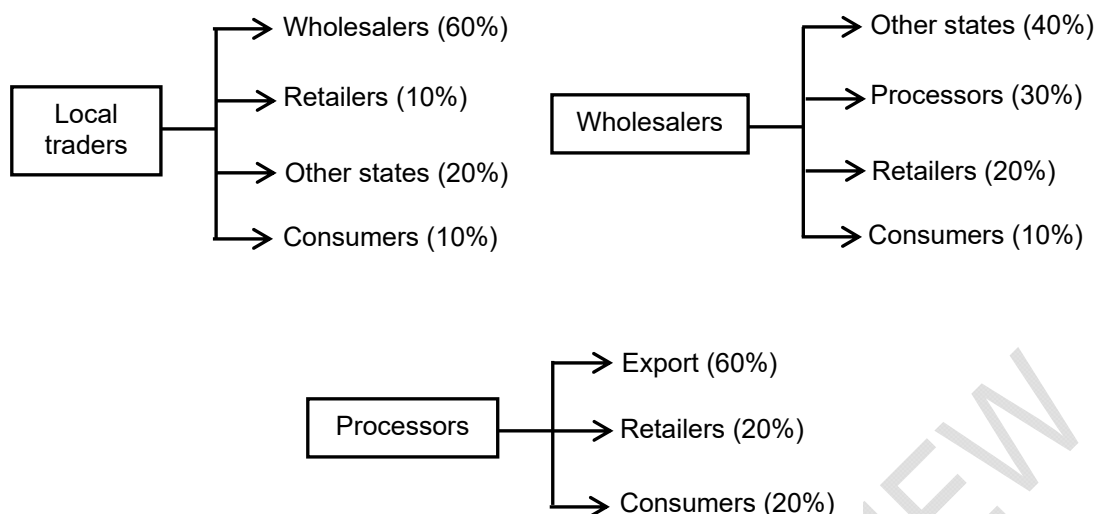 Local
traders
Wholesalers (60%)
Retailers (10%)
Other states (20%)
Consumers (10%)
Wholesalers
Other states (40%)
Processors (30%)
Retailers (20%)
Consumers (10%)
Processors
Export (60%)
Retailers (20%)
Consumers (20%)